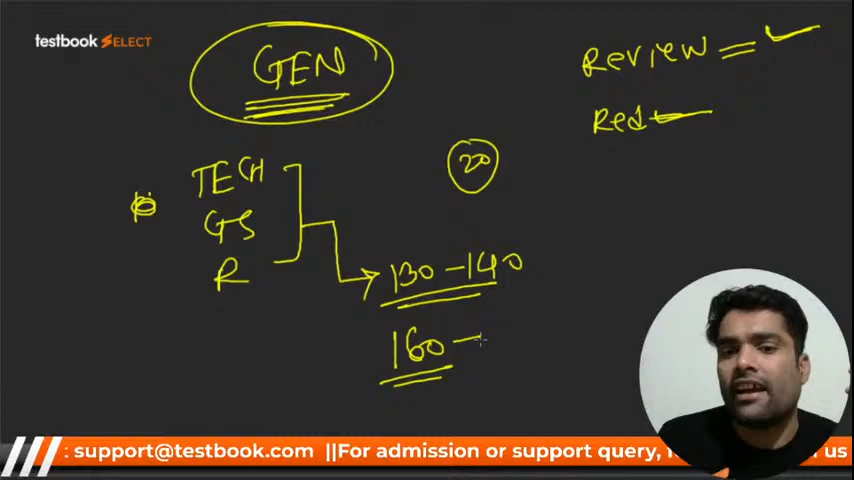 testbook SELECT
GEN
Review =
Red
TECH
GS
R
20
130-140
160 -
: support@testbook.com ||For admission or support query,
us